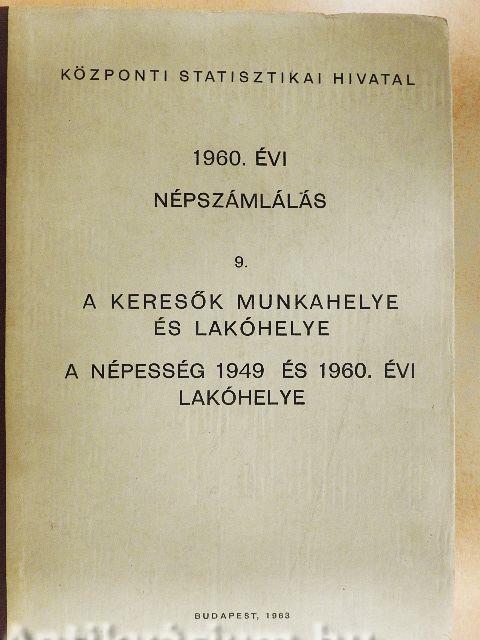 KÖZPONTI STATISZTIKAI HIVATAL
1960. ÉVI
NÉPSZÁMLÁLÁS
9.
A KERESŐK MUNKAHELYE
ÉS LAKÓHELYE
A NÉPESSÉG 1949 ÉS 1960. ÉVI
LAKÓHELYE
BUDAPEST, 1963